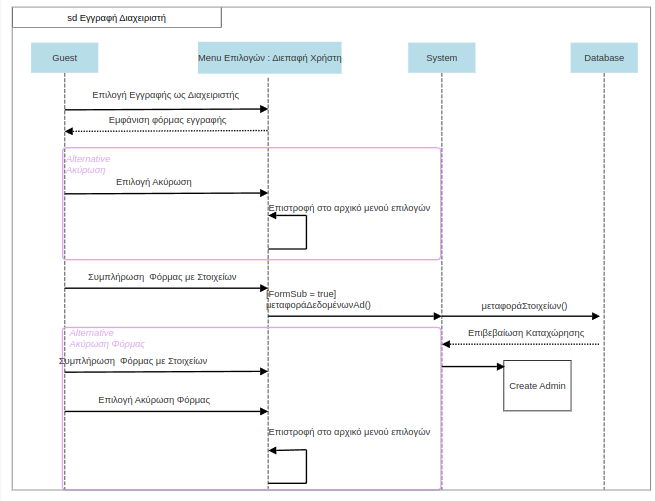 sd Εγγραφή Διαχειριστή
Guest
Menu Επιλογών : Διεπαφή Χρήστη
System
Database
Επιλογή Εγγραφής ως Διαχειριστής
Εμφάνιση φόρμας εγγραφής
Alternative
Ακύρωση
Επιλογή Ακύρωση
Επιστροφή στο αρχικό μενού επιλογών
Συμπλήρωση Φόρμας με Στοιχείων
[FormSub = true]
μεταφοράΔεδομένωνAd()
μεταφοράΣτοιχείων()
Alternative
Ακύρωση Φόρμας
Επιβεβαίωση Καταχώρησης
Συμπλήρωση Φόρμας με Στοιχείων
Create Admin
Επιλογή Ακύρωση Φόρμας
Επιστροφή στο αρχικό μενού επιλογών